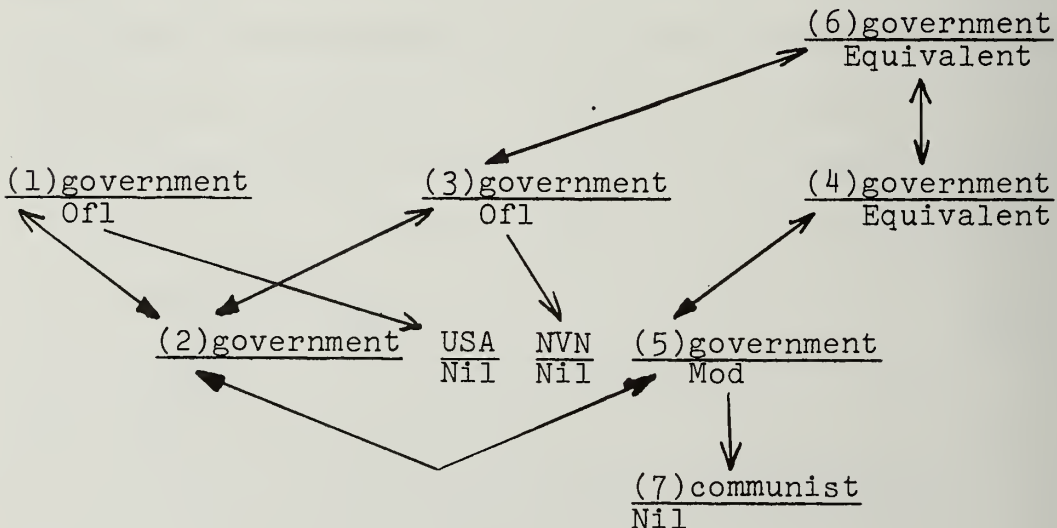 (6)government
Equivalent
(1)government
Ofl
(3)government
Ofl
(4)government
Equivalent
(2)government
USA
Nil
NVN
Nil
(5)government
Mod
(7)communist
Nil